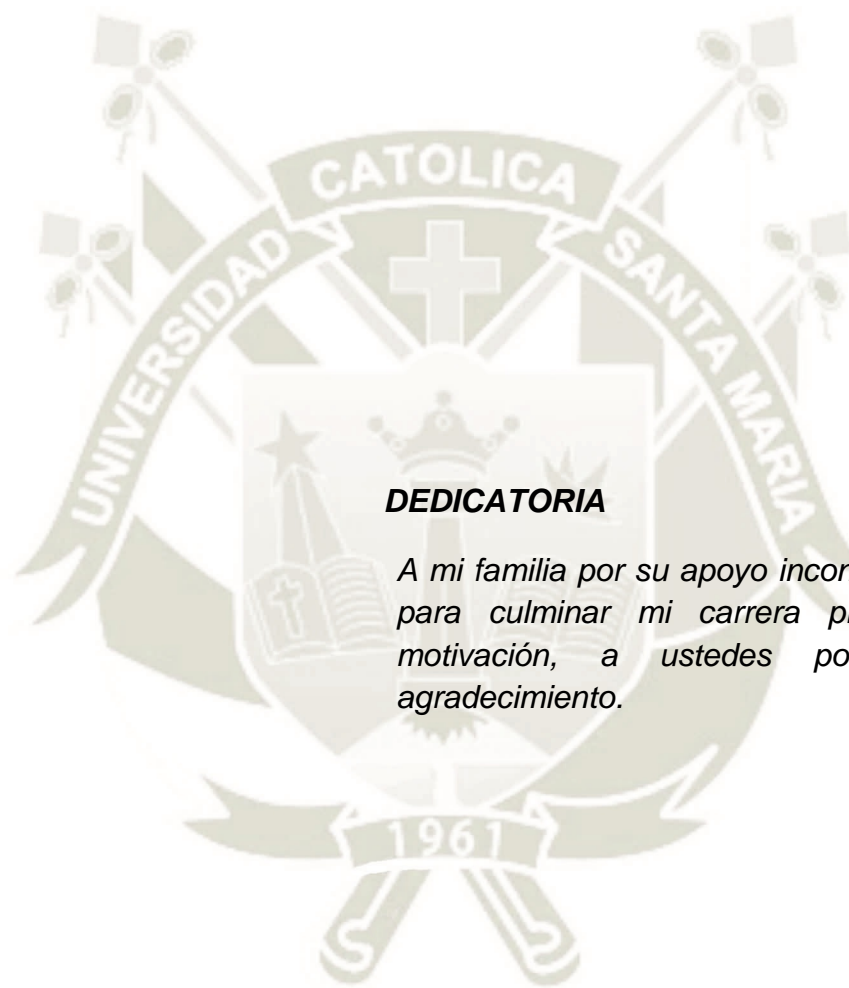 CATOLICA
UNIVERSIDAD
SANTA MARIA
DEDICATORIA
A mi familia por su apoyo
para culminar mi carrera
motivación, a ustedes
agradecimiento.
1961